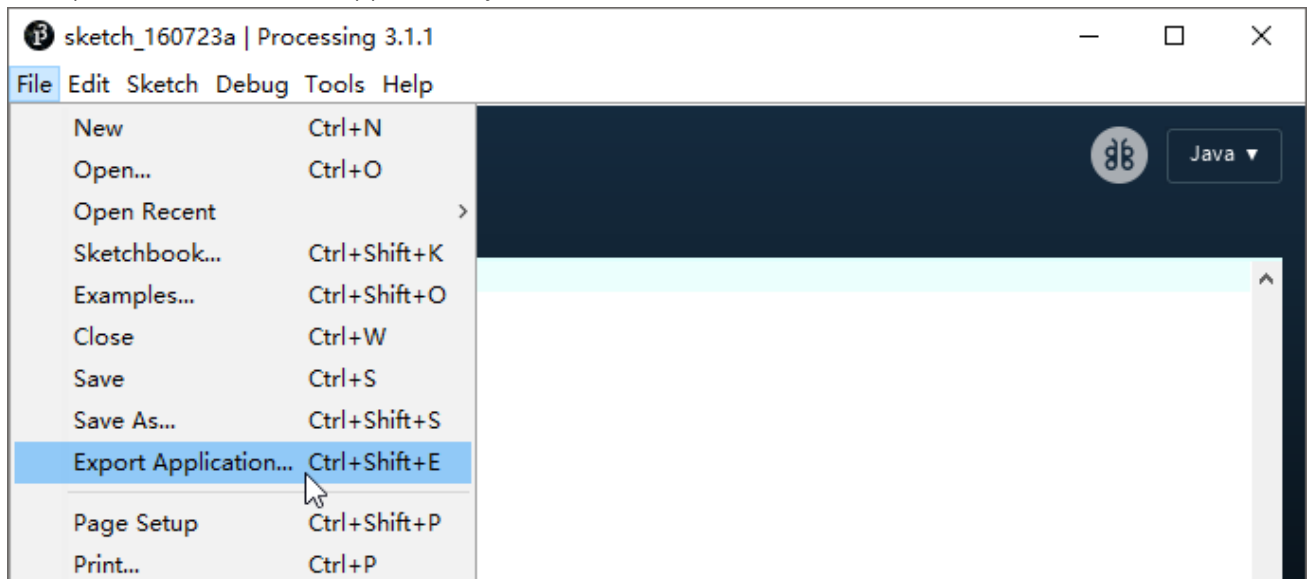 sketch_160723a | Processing 3.1.1
File Edit Sketch Debug Tools Help
New Ctrl+N
Java ▼
Open... Ctrl+O
Open Recent >
Sketchbook... Ctrl+Shift+K
Examples... Ctrl+Shift+O
Close Ctrl+W
Save Ctrl+S
Save As... Ctrl+Shift+S
Export Application... Ctrl+Shift+E
Page Setup Ctrl+Shift+P
Print... Ctrl+P